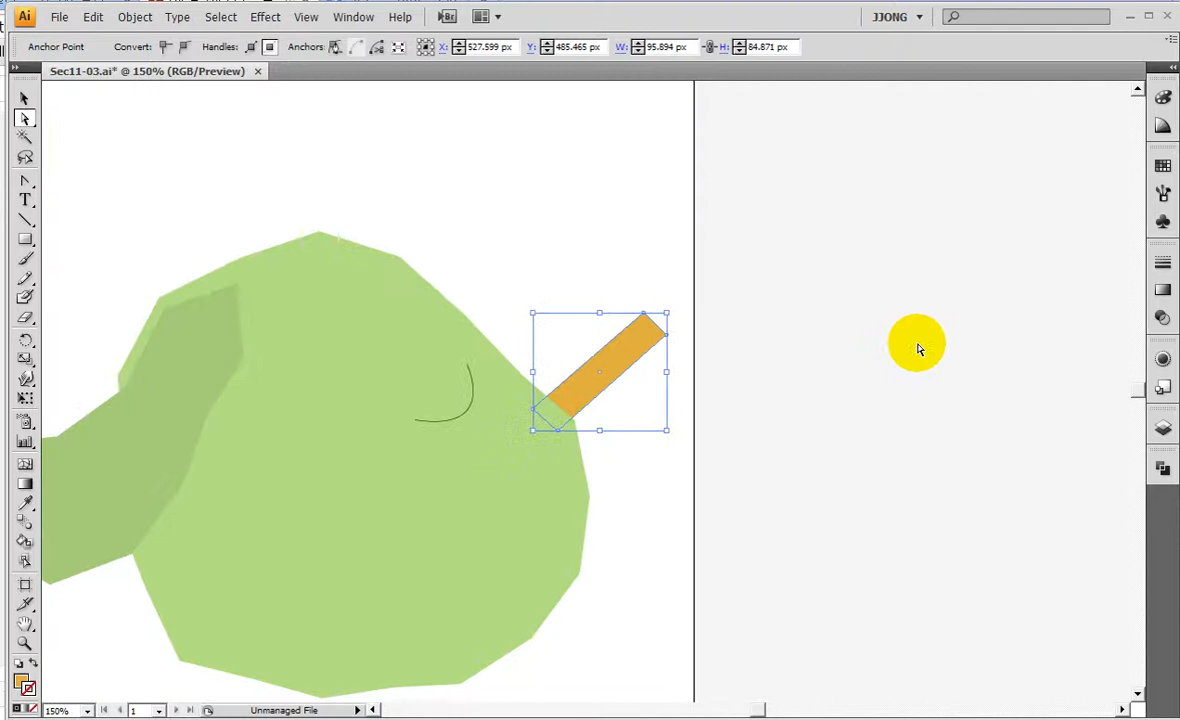 Ai File Edit Object Type Select Effect View Window Help Br JJONG
Anchor Point Convert: Handles: Anchors X: 527.599 px Y: 485.465 px W: 95.894 px H: 84.871 px
Sec11-03.ai* @ 150% (RGB/Preview)
T
150% 1 Unmanaged File